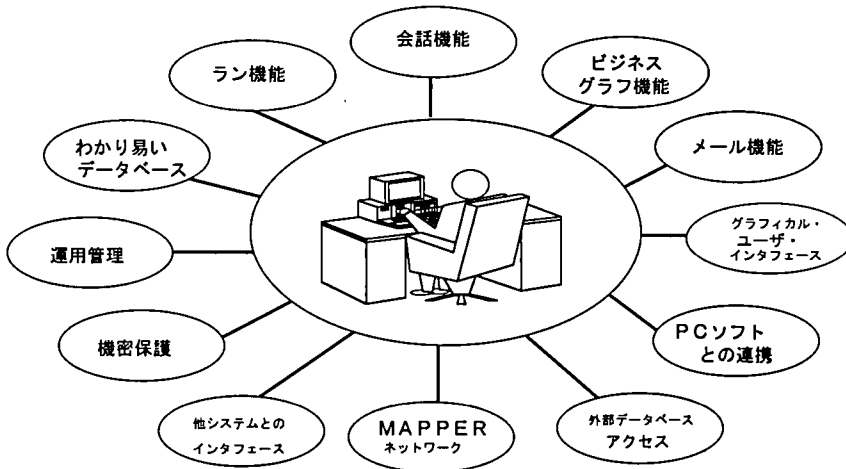 会話機能
ビジネス
グラフ機能
ラン機能
メール機能
わかり易い
データベース
グラフィカル・
ユーザ・
インタフェース
運用管理
PCソフト
との連携
機密保護
他システムとの
インタフェース
MAPPER
ネットワーク
外部データベース
アクセス